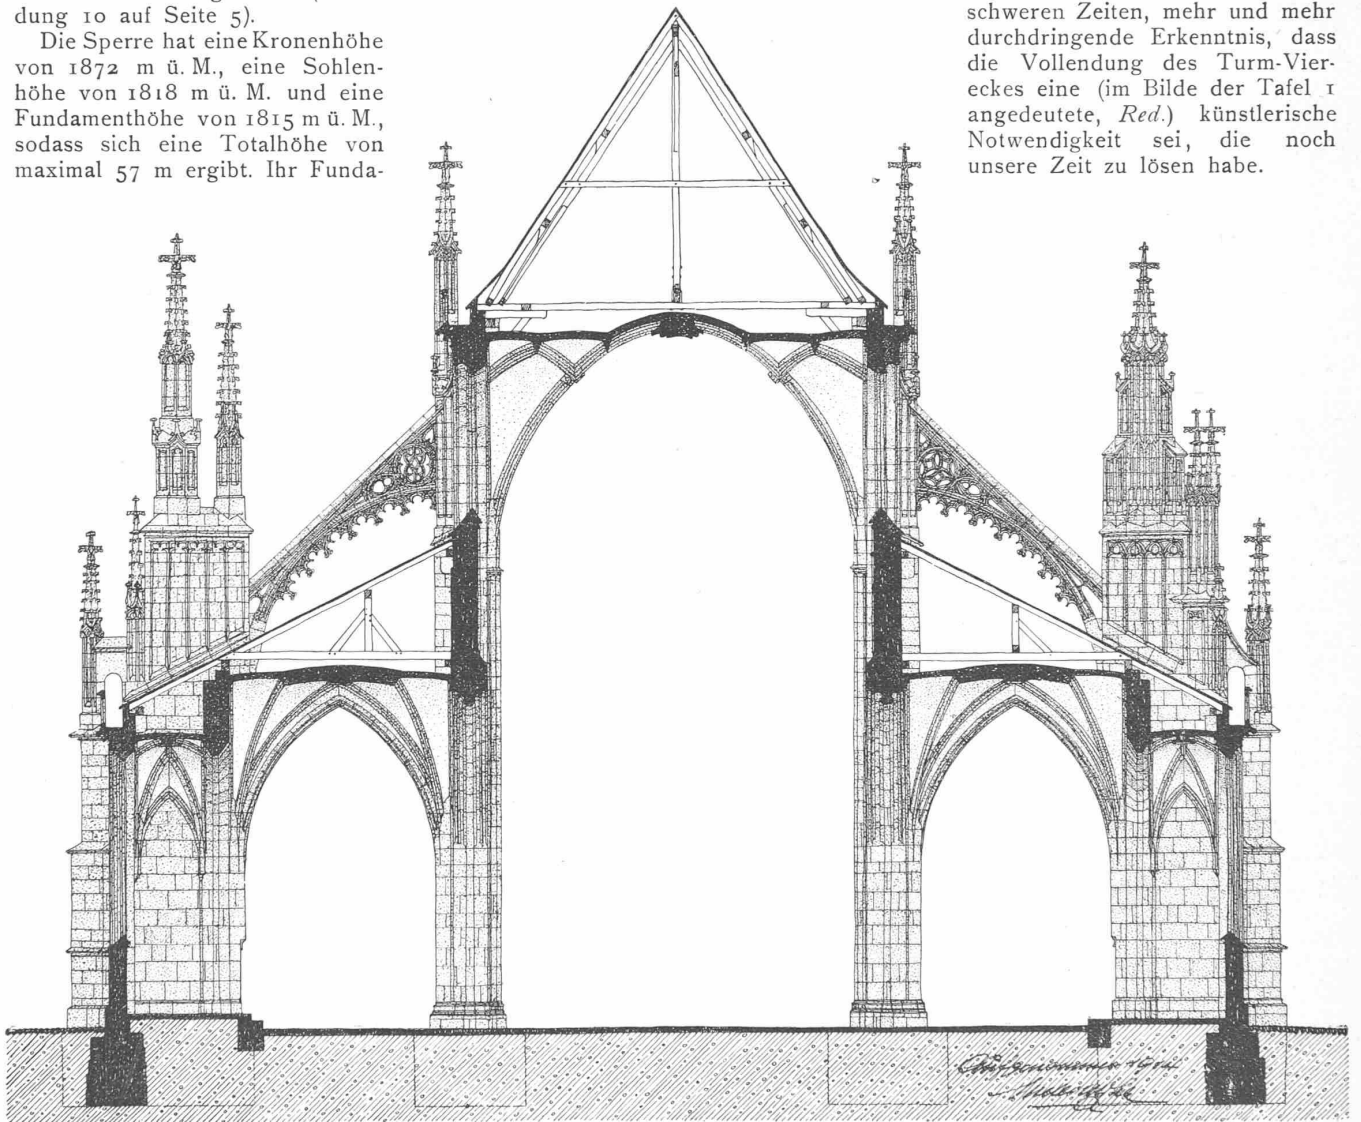 dung 10 auf Seite 5).
Die Sperre hat eine Kronenhöhe
von 1872 m ü. M., eine Sohlen-
höhe von 1818 m ü. M. und eine
Fundamenthöhe von 1815 m ü. M.,
sodass sich eine Totalhöhe von
maximal 57 m ergibt. Ihr Funda-
schweren Zeiten, mehr und mehr
durchdringende Erkenntnis, dass
die Vollendung des Turm-Vier-
eckes eine (im Bilde der Tafel 1
angedeutete, Red.) künstlerische
Notwendigkeit sei, die noch
unsere Zeit zu lösen habe.
Aufgenommen